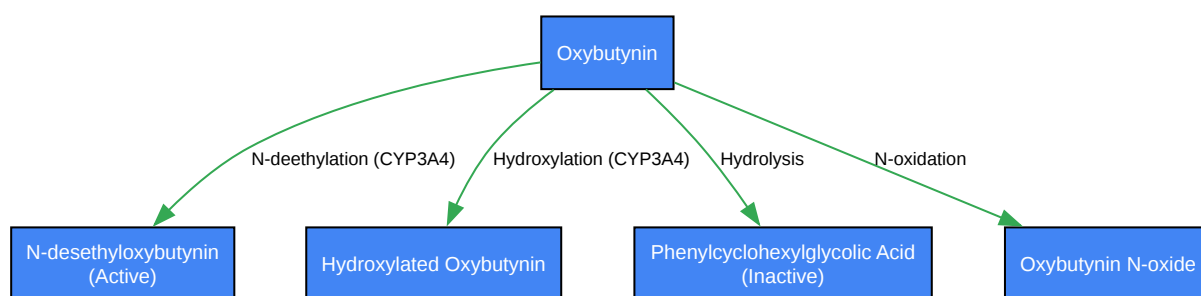 Oxybutynin
N-deethylation (CYP3A4)
Hydroxylation (CYP3A4)
Hydrolysis
N-oxidation
N-desethyloxybutynin
(Active)
Hydroxylated Oxybutynin
Phenylcyclohexylglycolic Acid
(Inactive)
Oxybutynin N-oxide